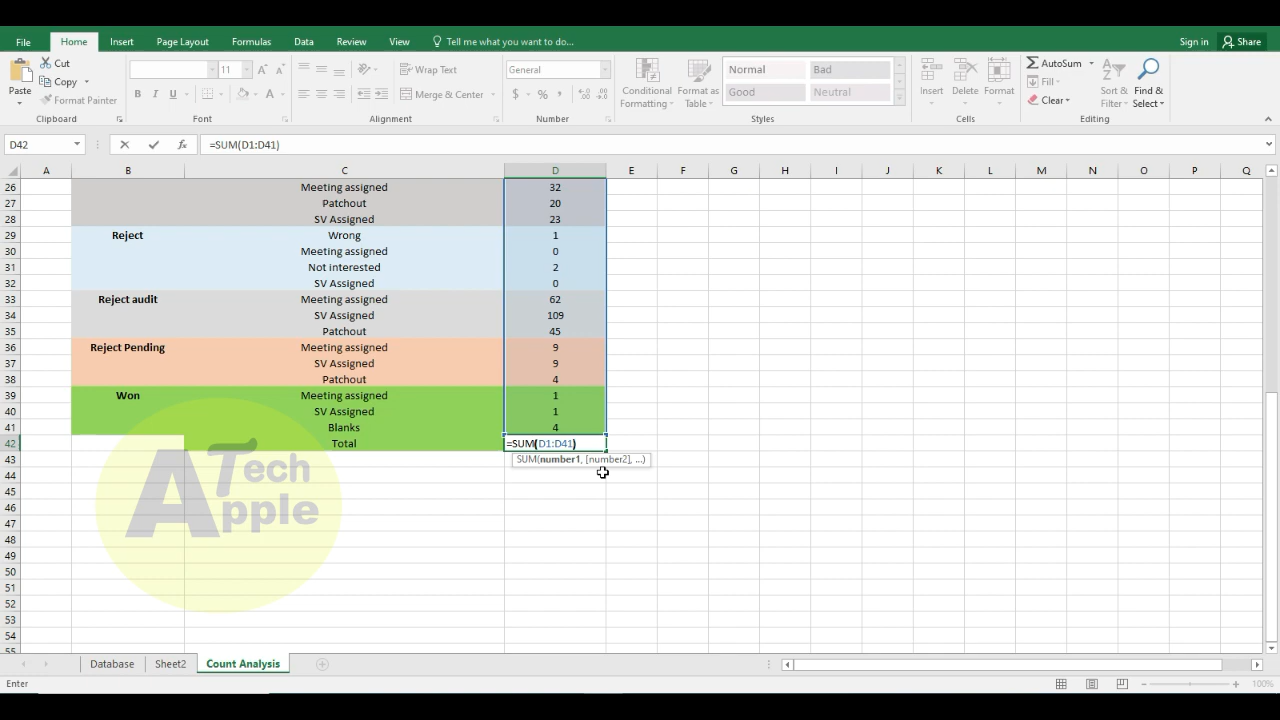 File Home Insert Page Layout Formulas Data Review View Tell me what you want to do... Sign in Share
Paste Cut Copy Format Painter Clipboard
11 A A B I U A Font
Wrap Text Merge & Center Alignment
General $ % , Number
Conditional Formatting Format as Table Normal Bad Good Neutral Styles
Insert Delete Format Cells
AutoSum Fill Clear Sort & Filter Find & Select Editing
D42 fx =SUM(D1:D41)
A B C D E F G H I J K L M N O P Q
26 Meeting assigned 32
27 Patchout 20
28 SV Assigned 23
29 Reject Wrong 1
30 Meeting assigned 0
31 Not interested 2
32 SV Assigned 0
33 Reject audit Meeting assigned 62
34 SV Assigned 109
35 Patchout 45
36 Reject Pending Meeting assigned 9
37 SV Assigned 9
38 Patchout 4
39 Won Meeting assigned 1
40 SV Assigned 1
41 Blanks 4
42 Total =SUM(D1:D41)
43 SUM(number1, [number2], ...)
44
45
46
47
48
49
50
51
52
53
54
55
A Tech
Apple
Database Sheet2 Count Analysis
Enter 100%